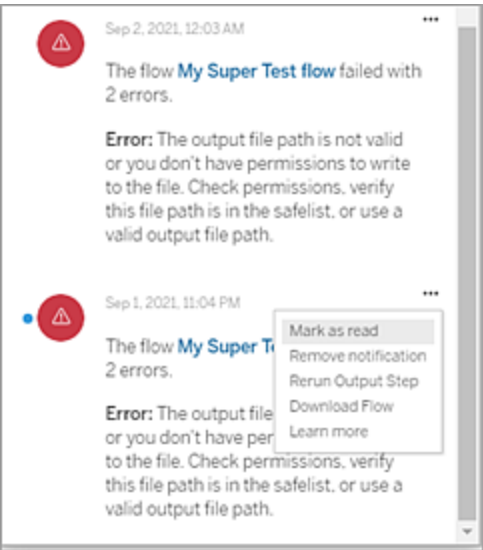 Sep 2, 2021, 12:03 AM
The flow My Super Test flow failed with
2 errors.
Error: The output file path is not valid
or you don't have permissions to write
to the file. Check permissions, verify
this file path is in the safelist, or use a
valid output file path.
Sep 1, 2021, 11:04 PM
The flow My Super Te
2 errors.
Error: The output file
or you don't have per
to the file. Check permissions, verify
this file path is in the safelist, or use a
valid output file path.
Mark as read
Remove notification
Rerun Output Step
Download Flow
Learn more